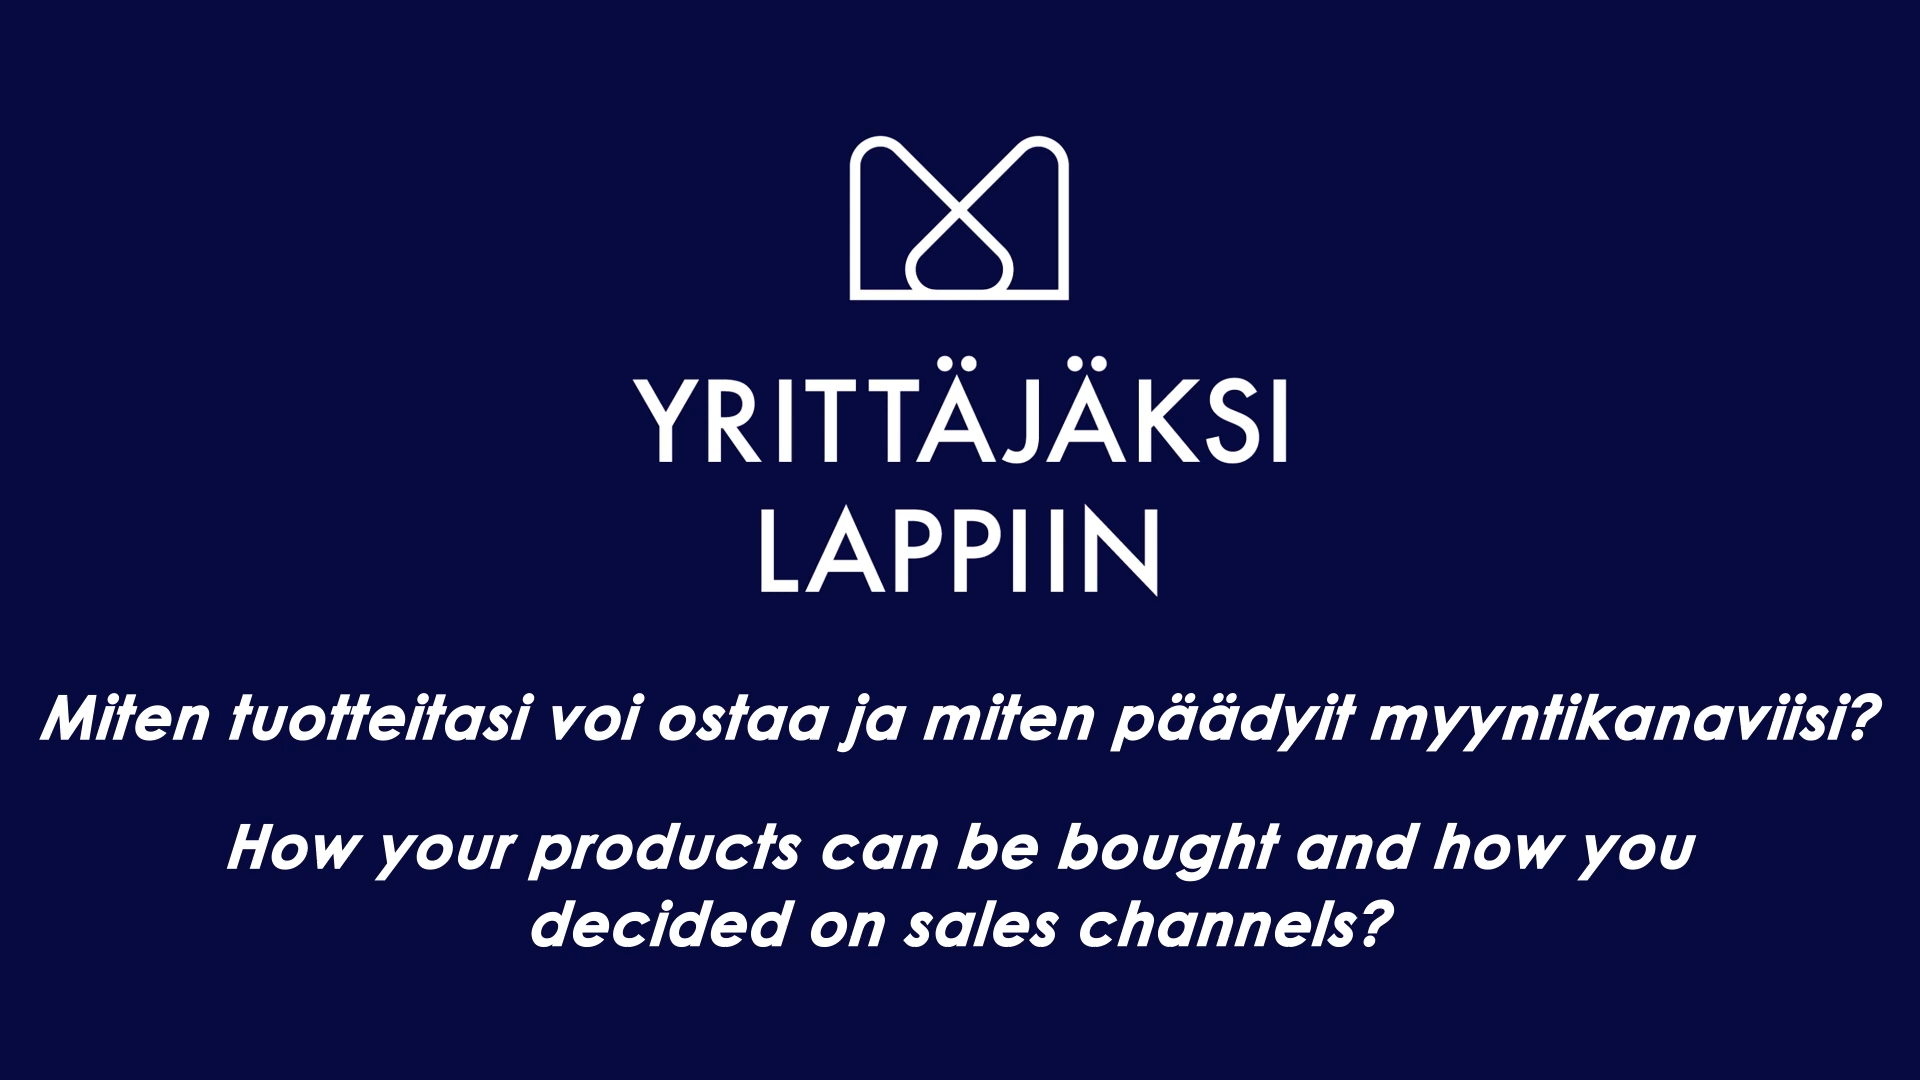 YRITTÄJÄKSI
LAPPIIN
Miten tuotteitasi voi ostaa ja miten päädyit myyntikanaviisi?
How your products can be bought and how you
decided on sales channels?